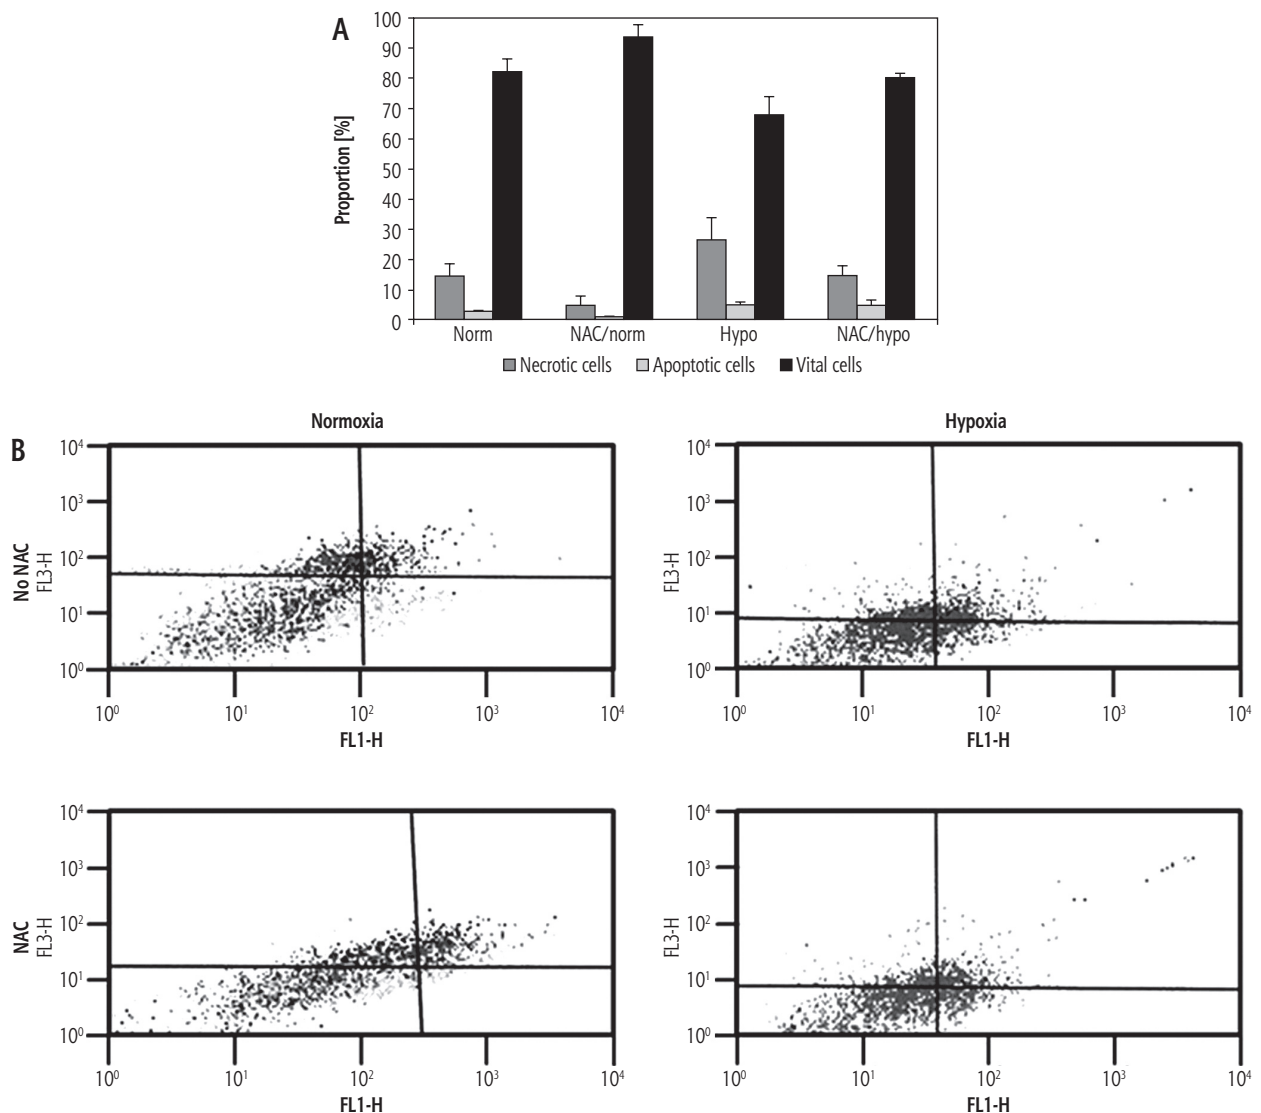 A
Proportion [%]
100
90
80
70
60
50
40
30
20
10
0
Norm NAC/norm Hypo NAC/hypo
Necrotic cells Apoptotic cells Vital cells
B
Normoxia
No NAC
FL3-H
10⁴
10³
10²
10¹
10⁰
10⁰ 10¹ 10² 10³ 10⁴
FL1-H
Hypoxia
FL3-H
10⁴
10³
10²
10¹
10⁰
10⁰ 10¹ 10² 10³ 10⁴
FL1-H
NAC
FL3-H
10⁴
10³
10²
10¹
10⁰
10⁰ 10¹ 10² 10³ 10⁴
FL1-H
FL3-H
10⁴
10³
10²
10¹
10⁰
10⁰ 10¹ 10² 10³ 10⁴
FL1-H